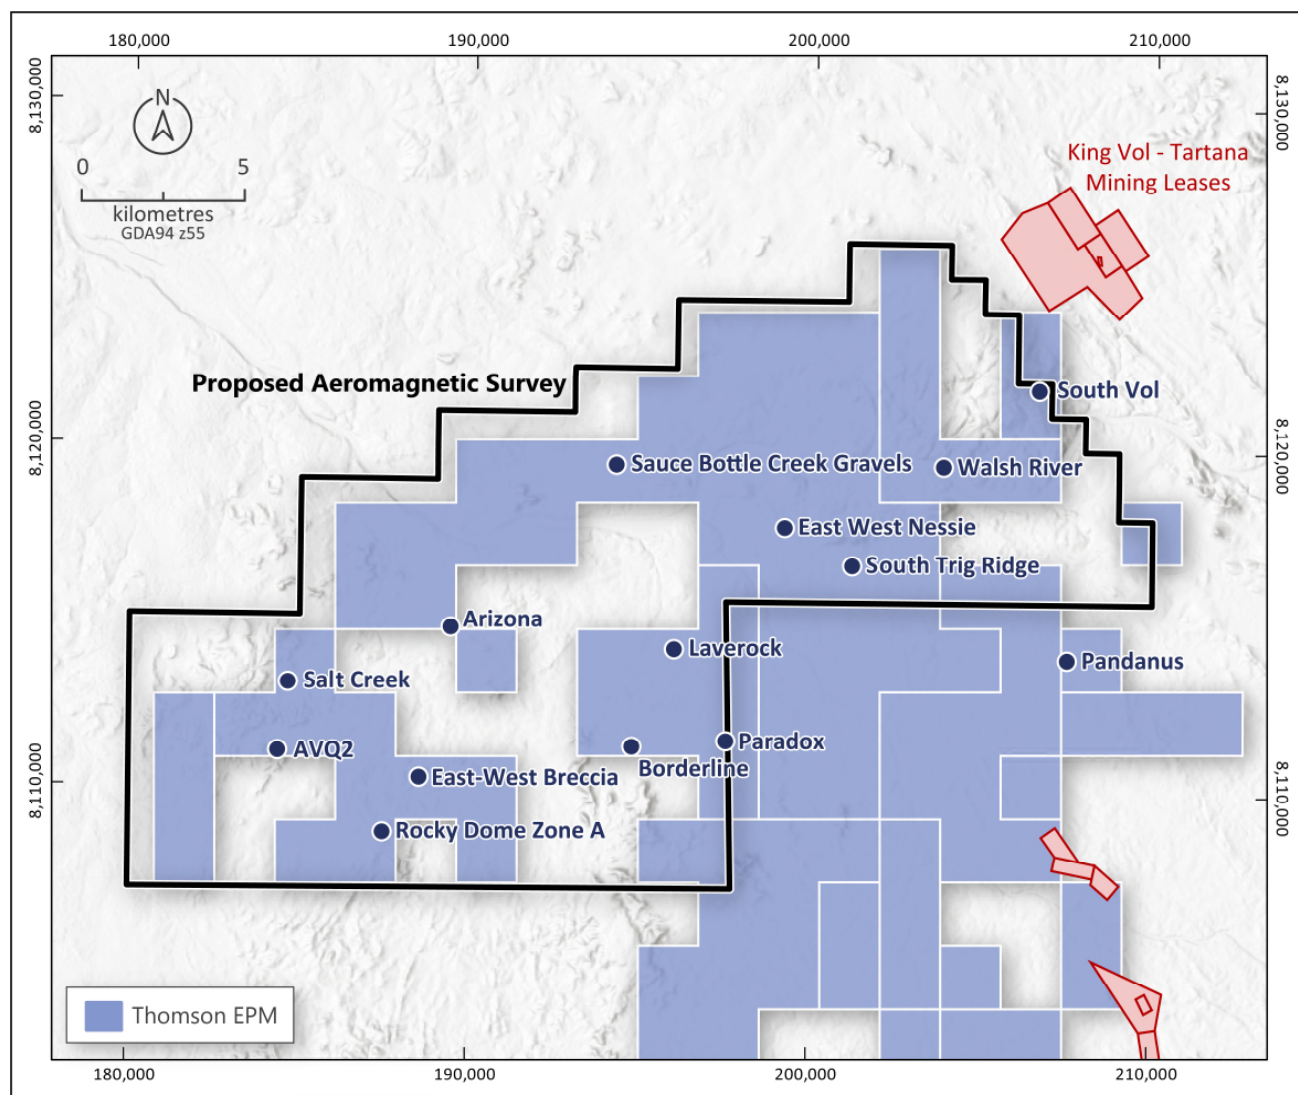 180,000
190,000
200,000
210,000
8,130,000
8,130,000
N
0
5
kilometres
GDA94 z55
King Vol - Tartana
Mining Leases
Proposed Aeromagnetic Survey
South Vol
8,120,000
8,120,000
Sauce Bottle Creek Gravels
Walsh River
East West Nessie
South Trig Ridge
Arizona
Laverock
Pandanus
Salt Creek
Paradox
AVQ2
Borderline
East-West Breccia
8,110,000
8,110,000
Rocky Dome Zone A
Thomson EPM
180,000
190,000
200,000
210,000